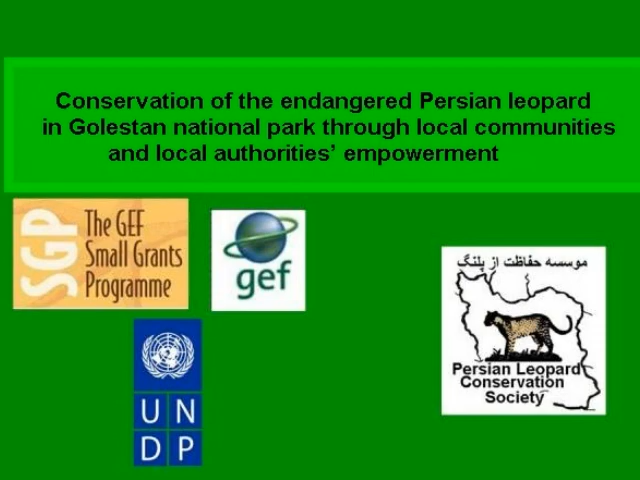 Conservation of the endangered Persian leopard
in Golestan national park through local communities
and local authorities’ empowerment
SGP
The GEF
Small Grants
Programme
gef
موسسه حفاظت از پلنگ
Persian Leopard
Conservation
Society
U N
D P